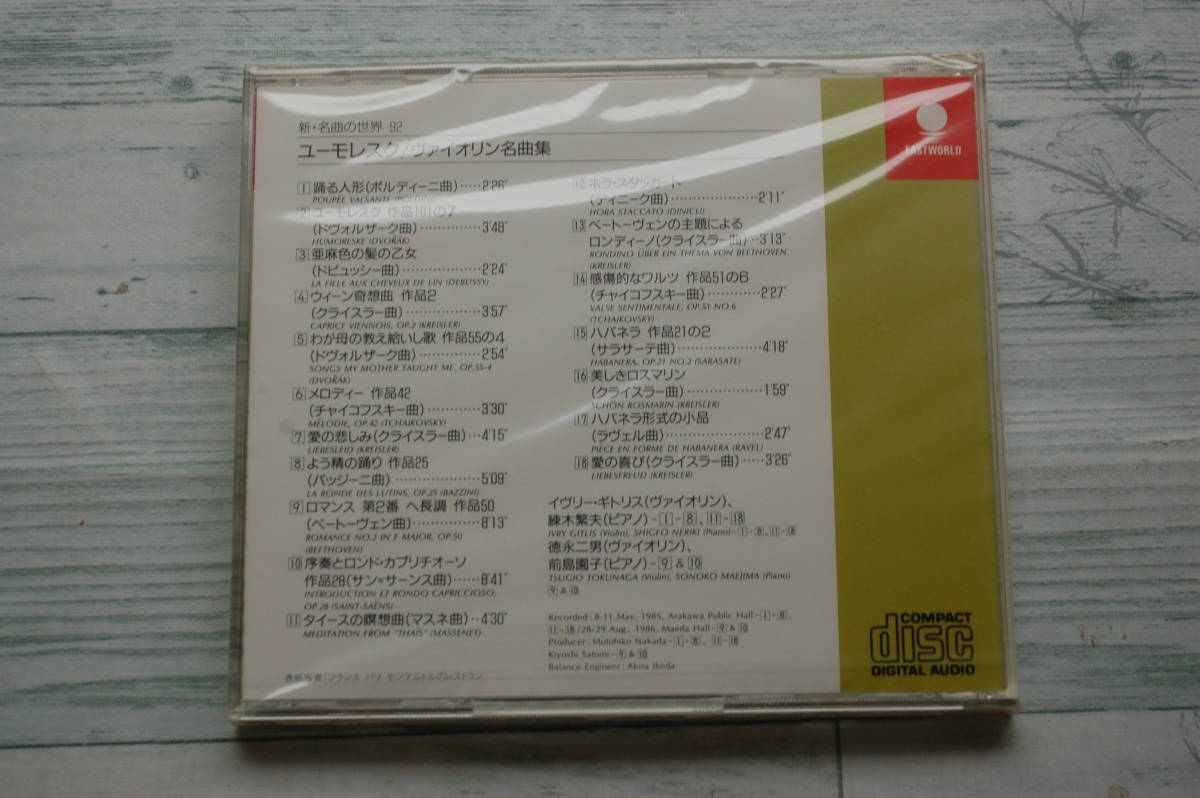 新・名曲の世界 92
ユーモレスク/ヴァイオリン名曲集
1 踊る人形(ポルディーニ曲)‥‥‥2'26"
POUPÉE VALSANTE (POLDINI)
2 ユーモレスク 作品101の7
(ドヴォルザーク曲)‥‥‥‥‥3'48"
HUMORESKE (DVOŘÁK)
3 亜麻色の髪の乙女
(ドビュッシー曲)‥‥‥‥‥2'24"
LA FILLE AUX CHEVEUX DE LIN (DEBUSSY)
4 ウィーン奇想曲 作品2
(クライスラー曲)‥‥‥‥‥3'57"
CAPRICE VIENNOIS, OP.2 (KREISLER)
5 わが母の教え給いし歌 作品55の4
(ドヴォルザーク曲)‥‥‥‥‥2'54"
SONGS MY MOTHER TAUGHT ME, OP.55-4
(DVOŘÁK)
6 メロディー 作品42
(チャイコフスキー曲)‥‥‥‥3'30"
MÉLODIE, OP.42 (TCHAIKOVSKY)
7 愛の悲しみ(クライスラー曲)‥4'15"
LIEBESLEID (KREISLER)
8 よう精の踊り 作品25
(バッジーニ曲)‥‥‥‥‥5'09"
LA RONDE DES LUTINS, OP.25 (BAZZINI)
9 ロマンス 第2番 ヘ長調 作品50
(ベートーヴェン曲)‥‥‥‥‥8'13"
ROMANCE NO.2 IN F MAJOR, OP.50
(BEETHOVEN)
10 序奏とロンド・カプリチオーソ
作品28(サン=サーンス曲)‥‥8'41"
INTRODUCTION ET RONDO CAPRICCIOSO,
OP.28 (SAINT-SAËNS)
11 タイースの瞑想曲(マスネ曲)‥4'30"
MEDITATION FROM "THAÏS" (MASSENET)
表紙写真:フランス パリ モンマルトルのレストラン
12 ホラ・スタッカート
(ディニーク曲)‥‥‥‥‥2'11"
HORA STACCATO (DINICU)
13 ベートーヴェンの主題による
ロンディーノ(クライスラー曲)‥3'13"
RONDINO ÜBER EIN THEMA VON BEETHOVEN
(KREISLER)
14 感傷的なワルツ 作品51の6
(チャイコフスキー曲)‥‥‥‥2'27"
VALSE SENTIMENTALE, OP.51 NO.6
(TCHAIKOVSKY)
15 ハバネラ 作品21の2
(サラサーテ曲)‥‥‥‥‥4'18"
HABANERA, OP.21 NO.2 (SARASATE)
16 美しきロスマリン
(クライスラー曲)‥‥‥‥‥1'59"
SCHÖN ROSMARIN (KREISLER)
17 ハバネラ形式の小品
(ラヴェル曲)‥‥‥‥‥2'47"
PIÈCE EN FORME DE HABANERA (RAVEL)
18 愛の喜び(クライスラー曲)‥‥3'26"
LIEBESFREUD (KREISLER)
イヴリー・ギトリス(ヴァイオリン)、
練木繁夫(ピアノ)-1-8、11-18
IVRY GITLIS (Violin), SHIGEO NERIKI (Piano)-1-8, 11-18
徳永二男(ヴァイオリン)、
前島園子(ピアノ)-9&10
TSUGIO TOKUNAGA (Violin), SONOKO MAEJIMA (Piano)
9&10
Recorded: 8-11 May, 1985, Arakawa Public Hall-1-8,
11-18/28/29 Aug., 1986, Maeda Hall-9&10
Producer: Motohiko Nakada-1-8, 11-18
Kiyoshi Satomi-9&10
Balance Engineer: Akira Ikeda
EASTWORLD
COMPACT
disc
DIGITAL AUDIO